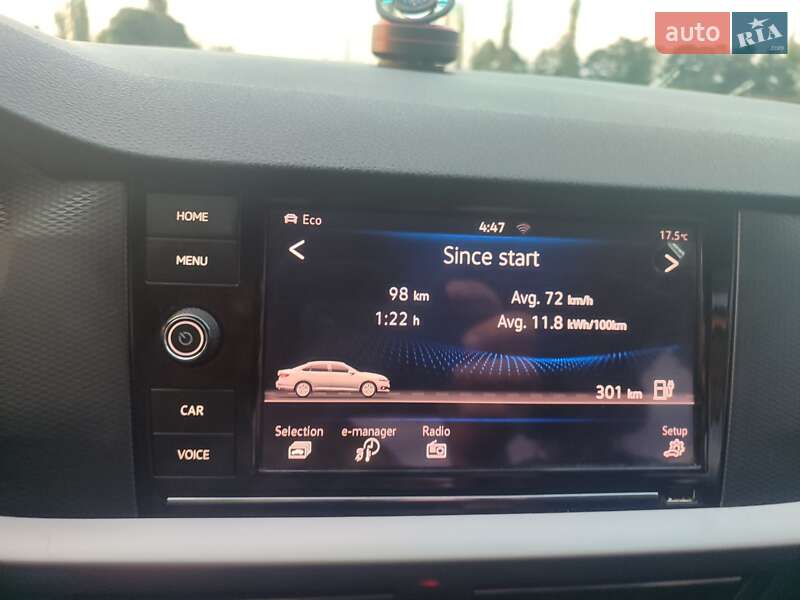 auto RIA .com
HOME
MENU
CAR
VOICE
Eco
4:47
17.5°C
<
Since start
>
98 km
Avg. 72 km/h
1:22 h
Avg. 11.8 kWh/100km
301 km
Selection
e-manager
Radio
Setup